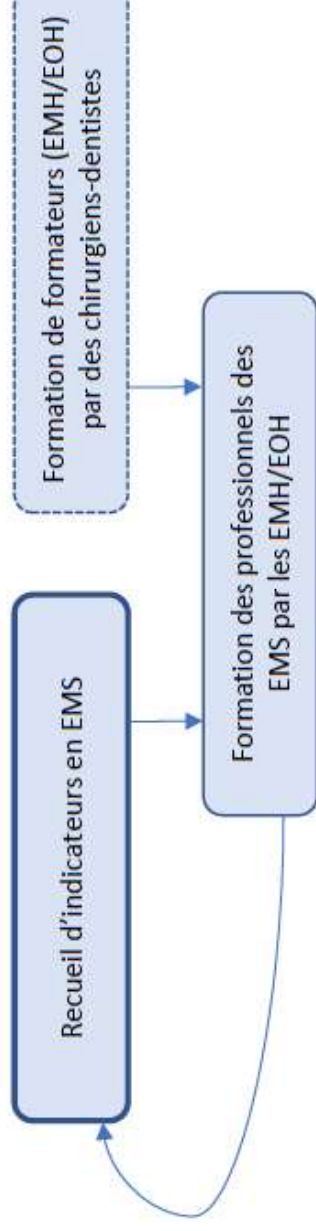 Recueil d'indicateurs en EMS
Formation de formateurs (EMH/EOH)
par des chirurgiens-dentistes
Formation des professionnels des
EMS par les EMH/EOH